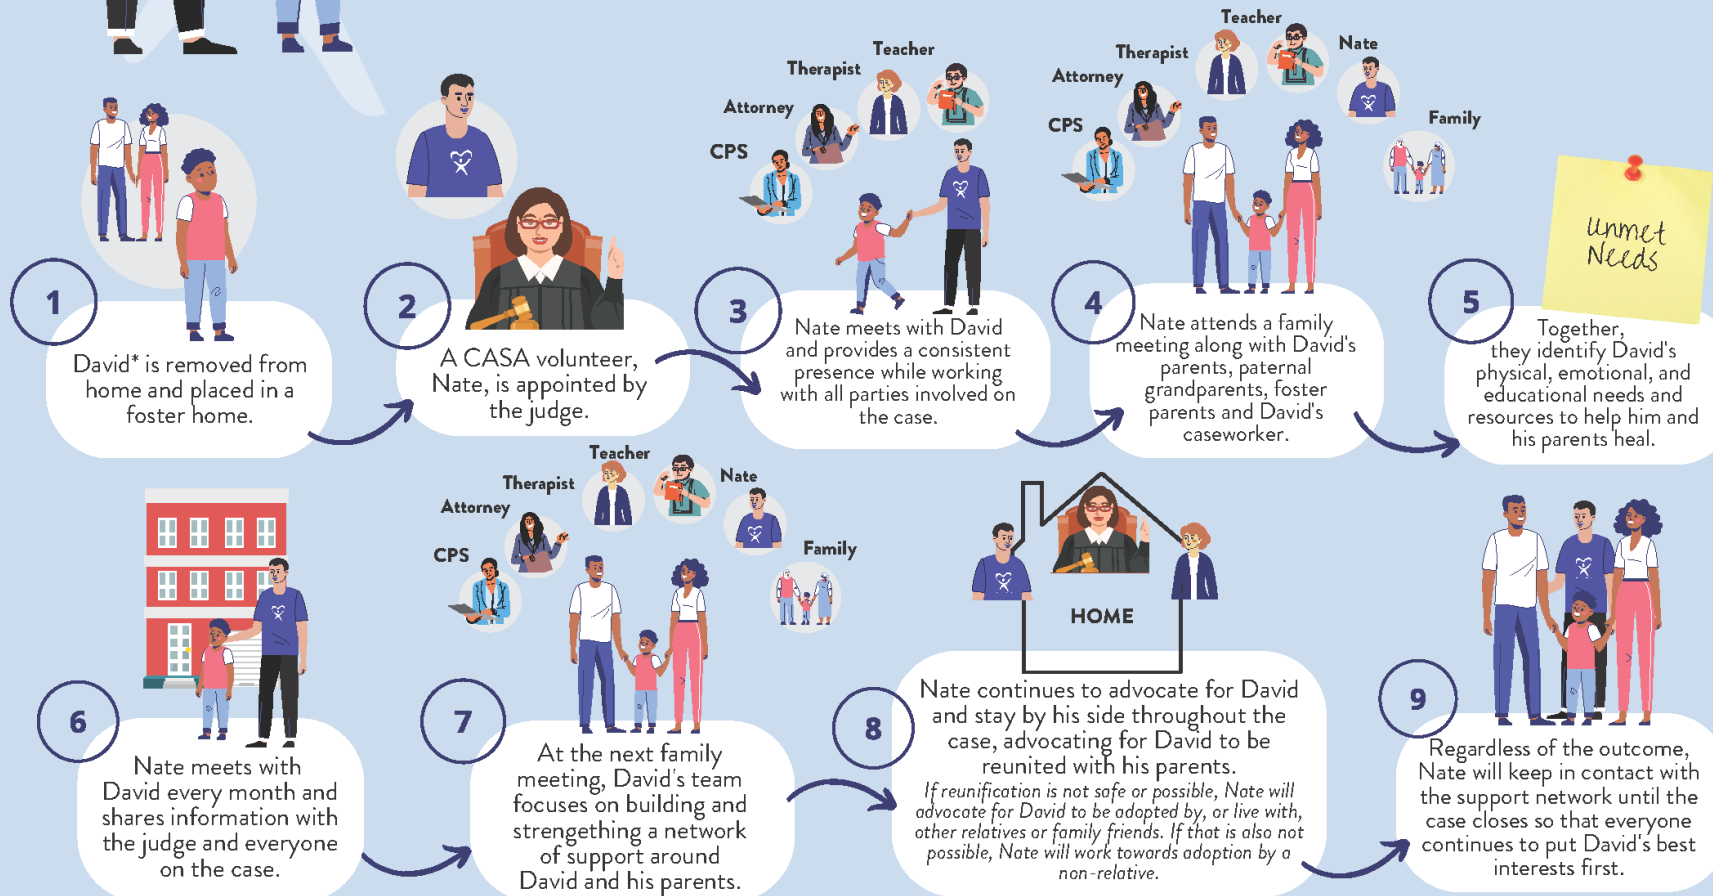 1
David* is removed from
home and placed in a
foster home.
2
A CASA volunteer,
Nate, is appointed by
the judge.
CPS
Attorney
Therapist
Teacher
3
Nate meets with David
and provides a consistent
presence while working
with all parties involved on
the case.
CPS
Attorney
Therapist
Teacher
Nate
Family
4
Nate attends a family
meeting along with David's
parents, paternal
grandparents, foster
parents and David's
caseworker.
Unmet
Needs
5
Together,
they identify David's
physical, emotional, and
educational needs and
resources to help him and
his parents heal.
6
Nate meets with
David every month and
shares information with
the judge and everyone
on the case.
CPS
Attorney
Therapist
Teacher
Nate
Family
7
At the next family
meeting, David's team
focuses on building and
strengething a network
of support around
David and his parents.
HOME
8
Nate continues to advocate for David
and stay by his side throughout the
case, advocating for David to be
reunited with his parents.
If reunification is not safe or possible, Nate will
advocate for David to be adopted by, or live with,
other relatives or family friends. If that is also not
possible, Nate will work towards adoption by a
non-relative.
9
Regardless of the outcome,
Nate will keep in contact with
the support network until the
case closes so that everyone
continues to put David's best
interests first.